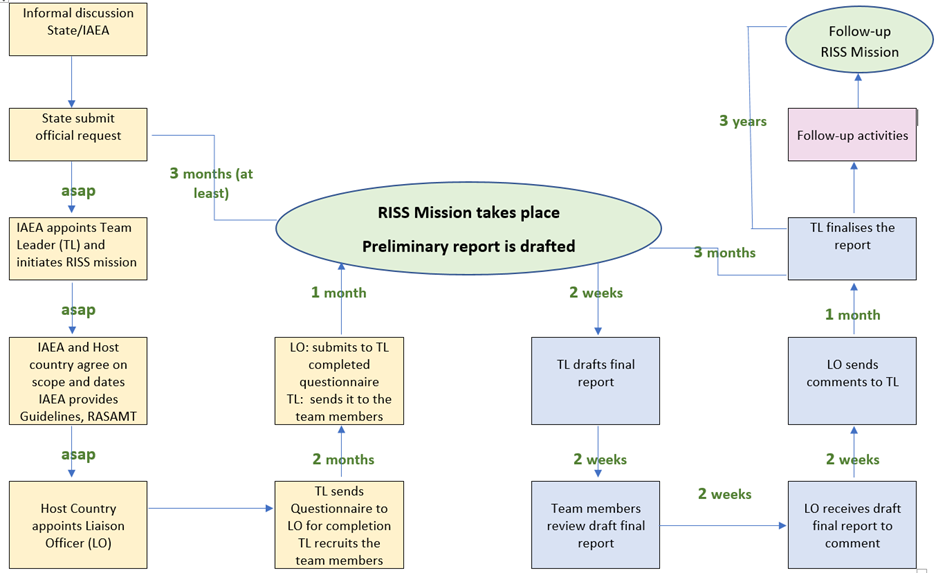 Informal discussion
State/IAEA
State submit
official request
asap
IAEA appoints Team
Leader (TL) and
initiates RISS mission
asap
IAEA and Host
country agree on
scope and dates
IAEA provides
Guidelines, RASAMT
asap
Host Country
appoints Liaison
Officer (LO)
TL sends
Questionnaire to
LO for completion
TL recruits the
team members
2 months
LO: submits to TL
completed
questionnaire
TL: sends it to the
team members
1 month
3 months (at
least)
RISS Mission takes place
Preliminary report is drafted
2 weeks
TL drafts final
report
2 weeks
Team members
review draft final
report
2 weeks
LO receives draft
final report to
comment
2 weeks
LO sends
comments to TL
1 month
3 months
TL finalises the
report
Follow-up activities
3 years
Follow-up
RISS Mission